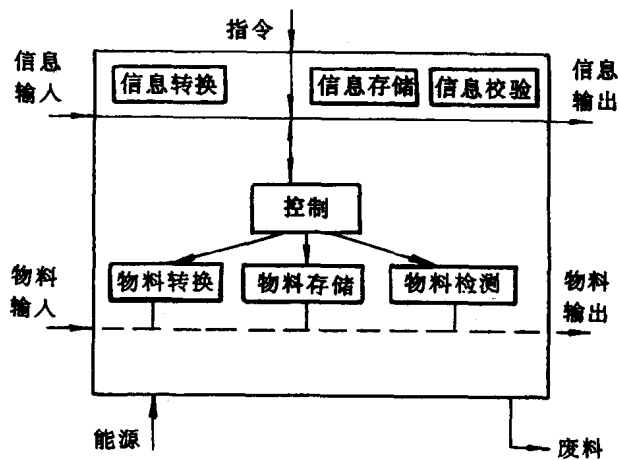 指令
信息
输人
信息转换
信息存储
信息校验
信息
输出
控制
物料
输人
物料转换
物料存储
物料检测
物料
输出
能源
废料